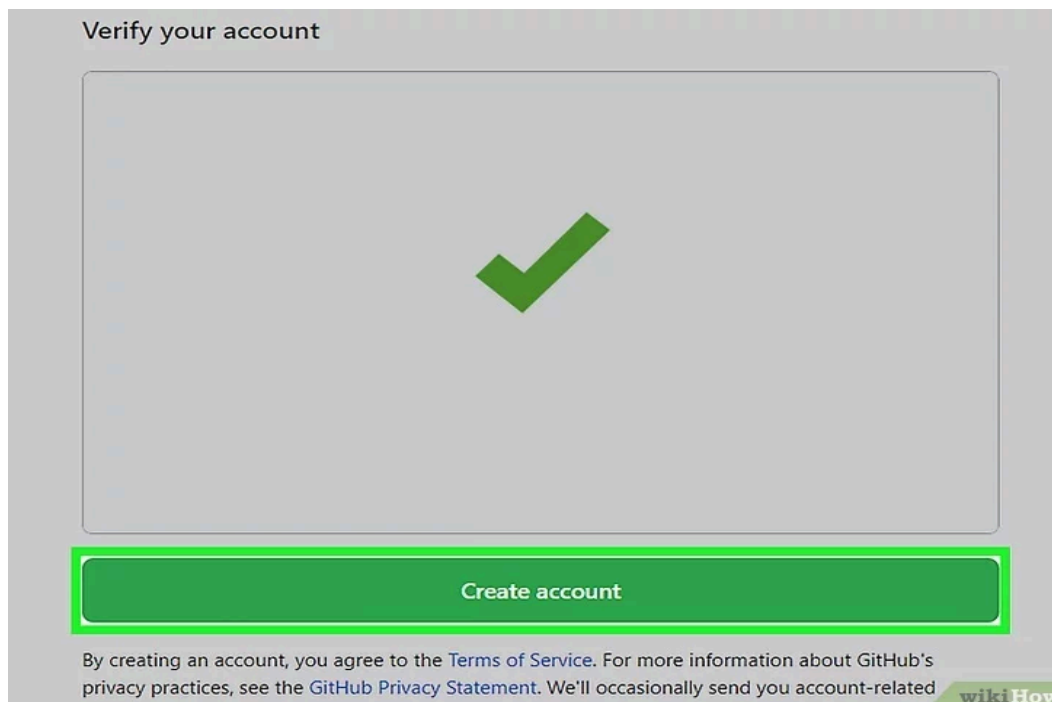 Verify your account
Create account
By creating an account, you agree to the Terms of Service. For more information about GitHub's
privacy practices, see the GitHub Privacy Statement. We'll occasionally send you account-related
wikiHow